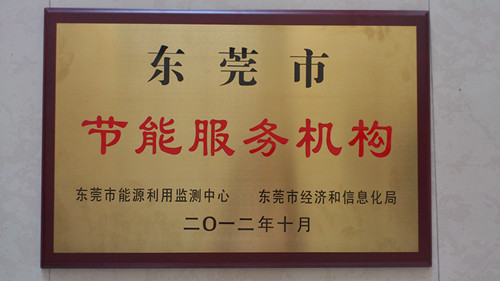 东莞市
节能服务机构
东莞市能源利用监测中心 东莞市经济和信息化局
二〇一二年十月